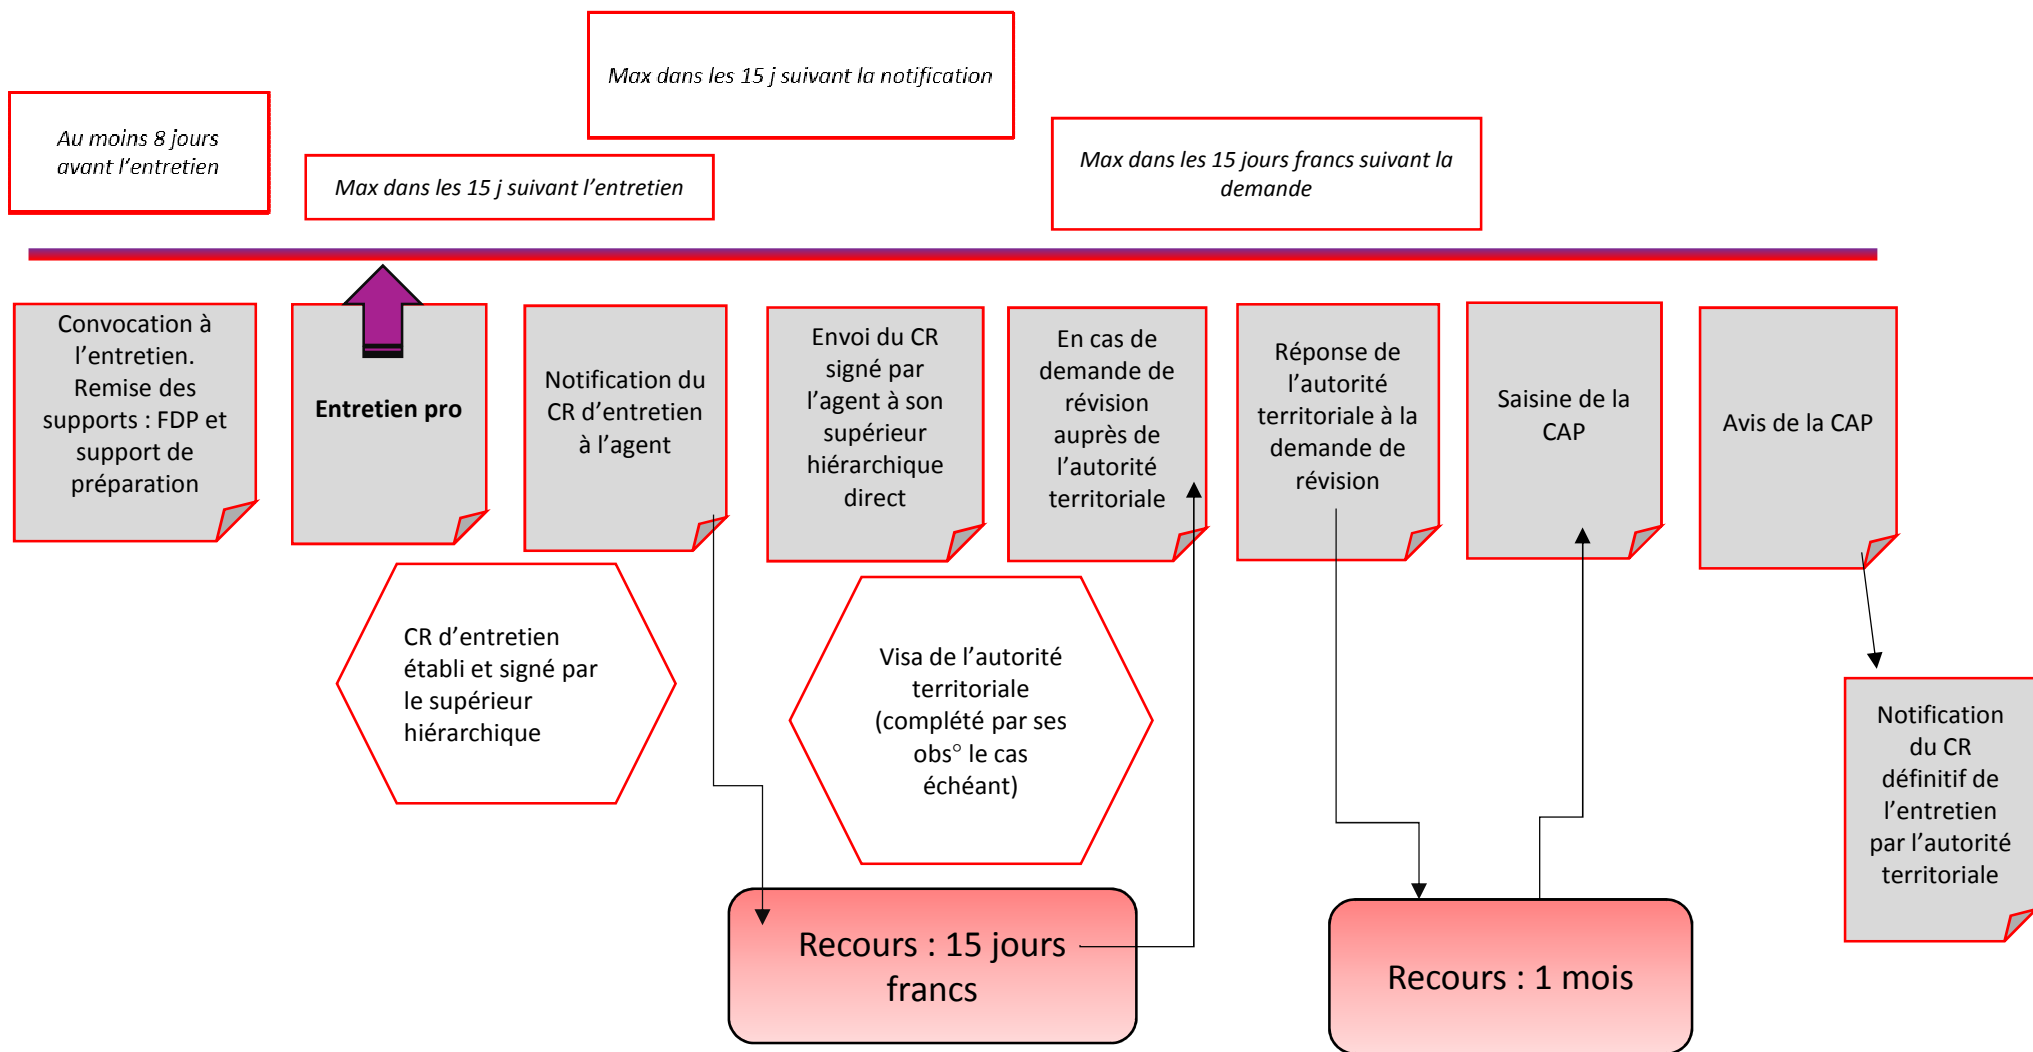 Max dans les 15 j suivant la notification
Au moins 8 jours
avant l’entretien
Max dans les 15 j suivant l’entretien
Max dans les 15 jours francs suivant la
demande
Convocation à
l’entretien.
Remise des
supports : FDP et
support de
préparation
Entretien pro
Notification du
CR d’entretien
à l’agent
Envoi du CR
signé par
l’agent à son
supérieur
hiérarchique
direct
En cas de
demande de
révision
auprès de
l’autorité
territoriale
Réponse de
l’autorité
territoriale à la
demande de
révision
Saisine de la
CAP
Avis de la CAP
CR d’entretien
établi et signé par
le supérieur
hiérarchique
Visa de l’autorité
territoriale
(complété par ses
obs° le cas
échéant)
Notification
du CR
définitif de
l’entretien
par l’autorité
territoriale
Recours : 15 jours
francs
Recours : 1 mois